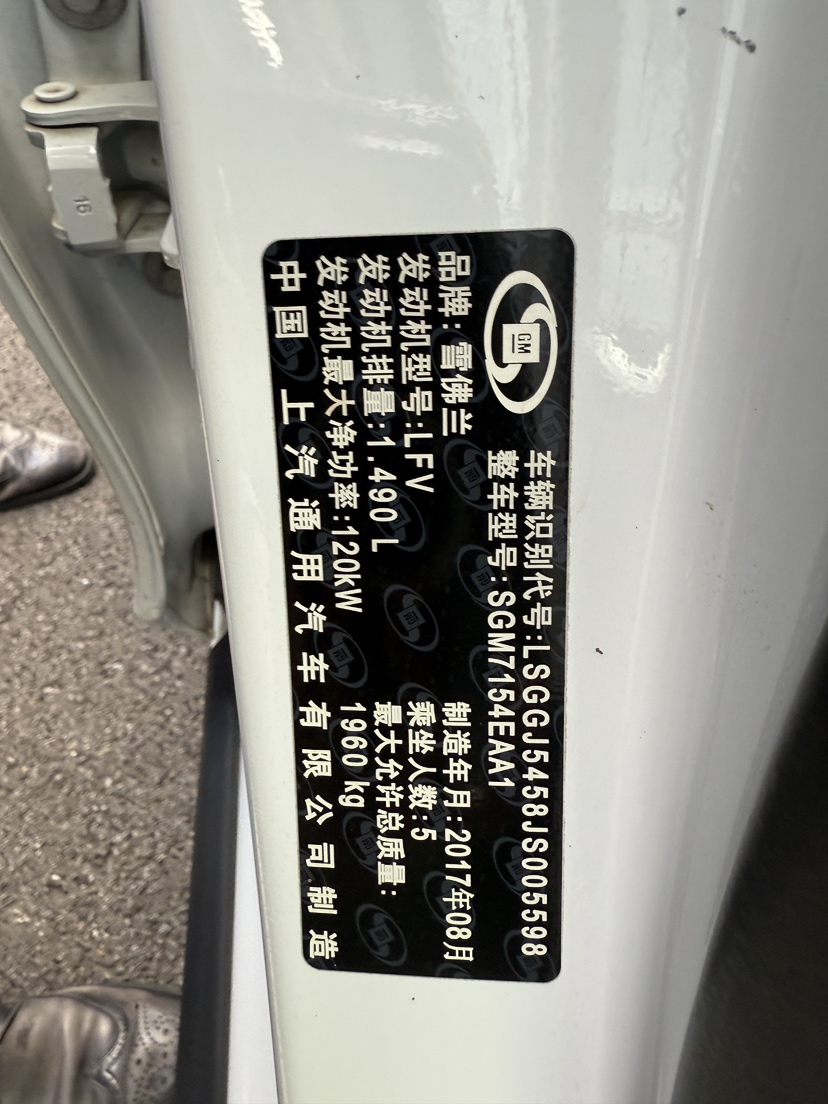 GM
车辆识别代号:LSGGJ5458JS005598
整车型号:SGM7154EAA1
品牌:雪佛兰
制造年月:2017年08月
发动机型号:LFV
乘坐人数:5
发动机排量:1.490L
最大允许总质量:
发动机最大净功率:120kW
1960 kg
中国 上汽通用汽车有限公司制造
16